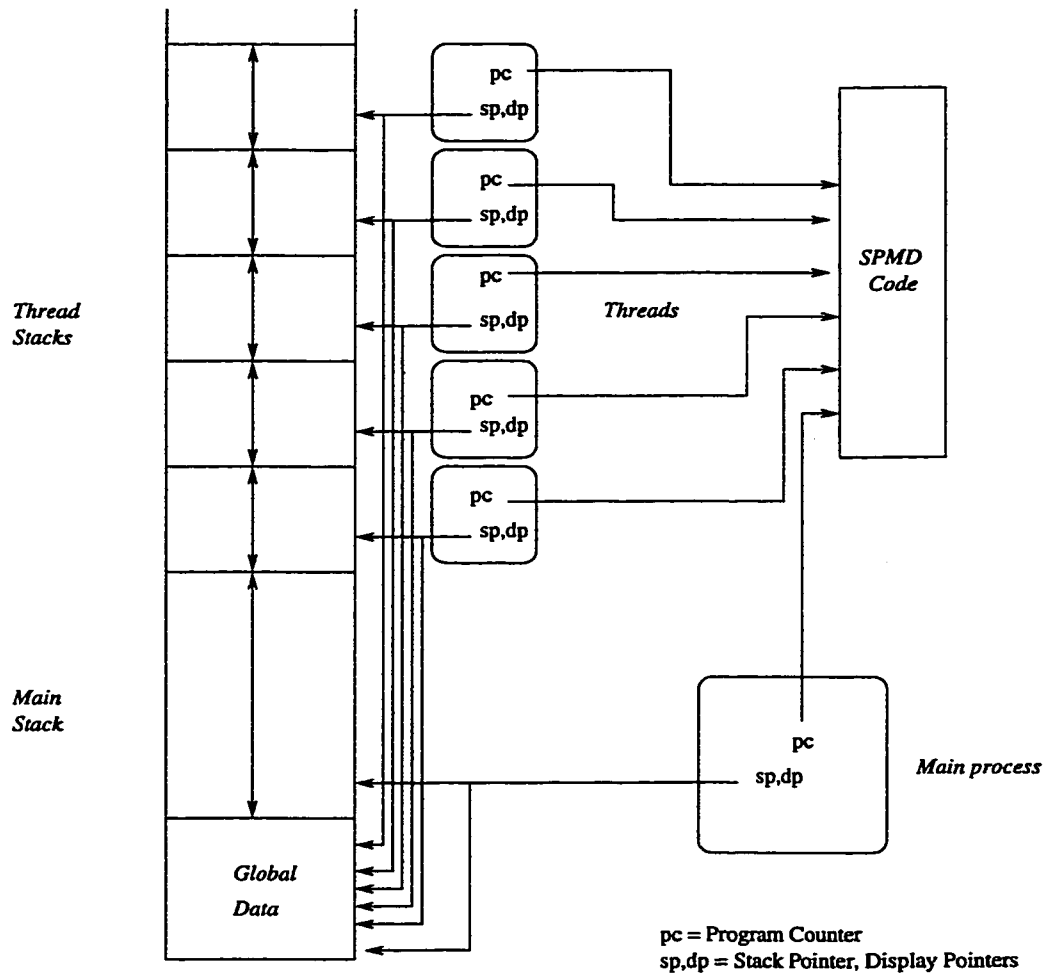 pc
sp,dp
pc
sp,dp
SPMD
Code
pc
sp,dp
Thread
Stacks
Threads
pc
sp,dp
pc
sp,dp
Main
Stack
pc
sp,dp
Main process
Global
Data
pc = Program Counter
sp,dp = Stack Pointer, Display Pointers